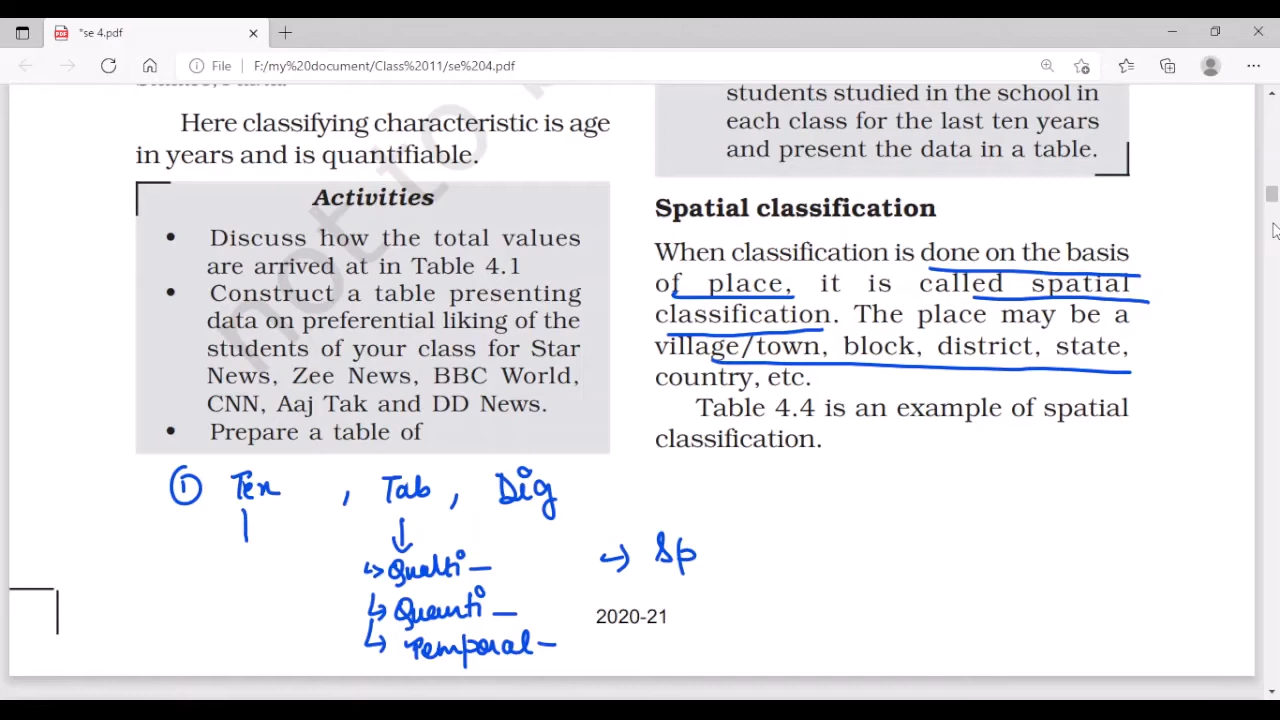 *se 4.pdf
File F:/my%20document/Class%2011/se%204.pdf
Here classifying characteristic is age
in years and is quantifiable.
Activities
• Discuss how the total values
are arrived at in Table 4.1
• Construct a table presenting
data on preferential liking of the
students of your class for Star
News, Zee News, BBC World,
CNN, Aaj Tak and DD News.
• Prepare a table of
students studied in the school in
each class for the last ten years
and present the data in a table.
Spatial classification
When classification is done on the basis
of place, it is called spatial
classification. The place may be a
village/town, block, district, state,
country, etc.
Table 4.4 is an example of spatial
classification.
not to
① Tex , Tab, Dig
↳ Qualti –
↳ Quanti –
↳ Temporal –
↪ Sp
2020-21